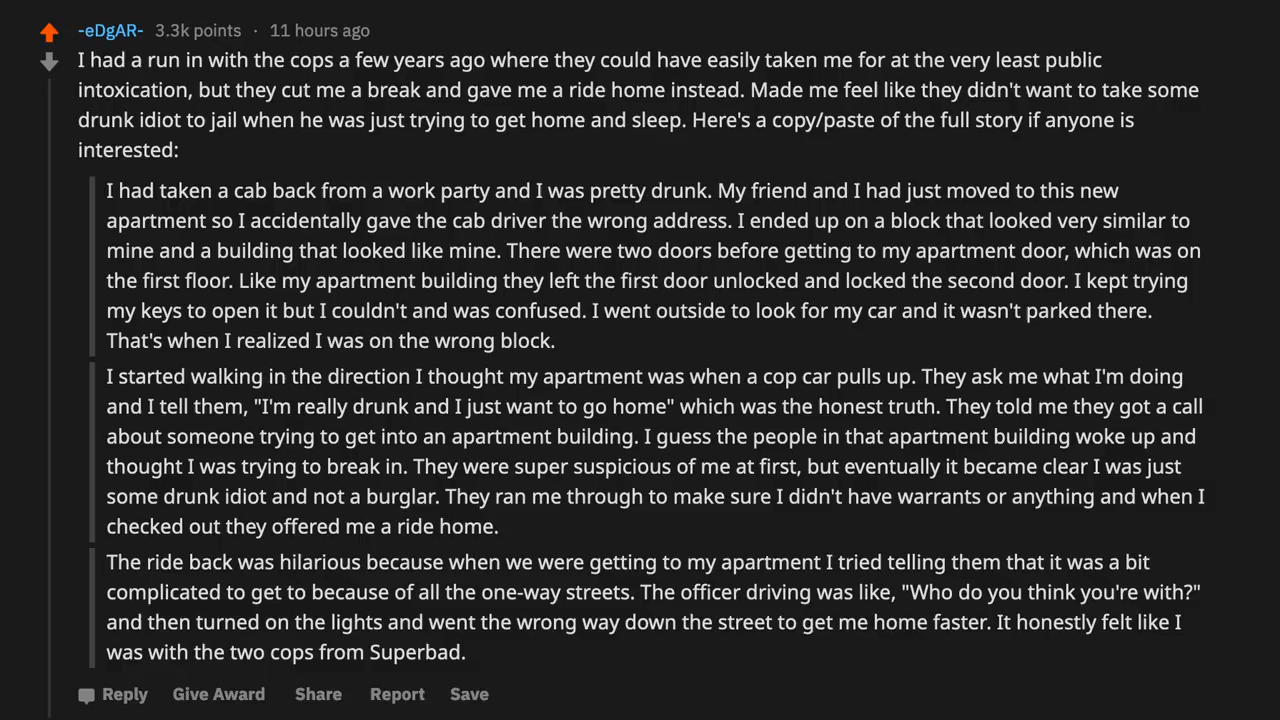 -eDgAR- 3.3k points · 11 hours ago
I had a run in with the cops a few years ago where they could have easily taken me for at the very least public
intoxication, but they cut me a break and gave me a ride home instead. Made me feel like they didn't want to take some
drunk idiot to jail when he was just trying to get home and sleep. Here's a copy/paste of the full story if anyone is
interested:
I had taken a cab back from a work party and I was pretty drunk. My friend and I had just moved to this new
apartment so I accidentally gave the cab driver the wrong address. I ended up on a block that looked very similar to
mine and a building that looked like mine. There were two doors before getting to my apartment door, which was on
the first floor. Like my apartment building they left the first door unlocked and locked the second door. I kept trying
my keys to open it but I couldn't and was confused. I went outside to look for my car and it wasn't parked there.
That's when I realized I was on the wrong block.
I started walking in the direction I thought my apartment was when a cop car pulls up. They ask me what I'm doing
and I tell them, "I'm really drunk and I just want to go home" which was the honest truth. They told me they got a call
about someone trying to get into an apartment building. I guess the people in that apartment building woke up and
thought I was trying to break in. They were super suspicious of me at first, but eventually it became clear I was just
some drunk idiot and not a burglar. They ran me through to make sure I didn't have warrants or anything and when I
checked out they offered me a ride home.
The ride back was hilarious because when we were getting to my apartment I tried telling them that it was a bit
complicated to get to because of all the one-way streets. The officer driving was like, "Who do you think you're with?"
and then turned on the lights and went the wrong way down the street to get me home faster. It honestly felt like I
was with the two cops from Superbad.
Reply Give Award Share Report Save